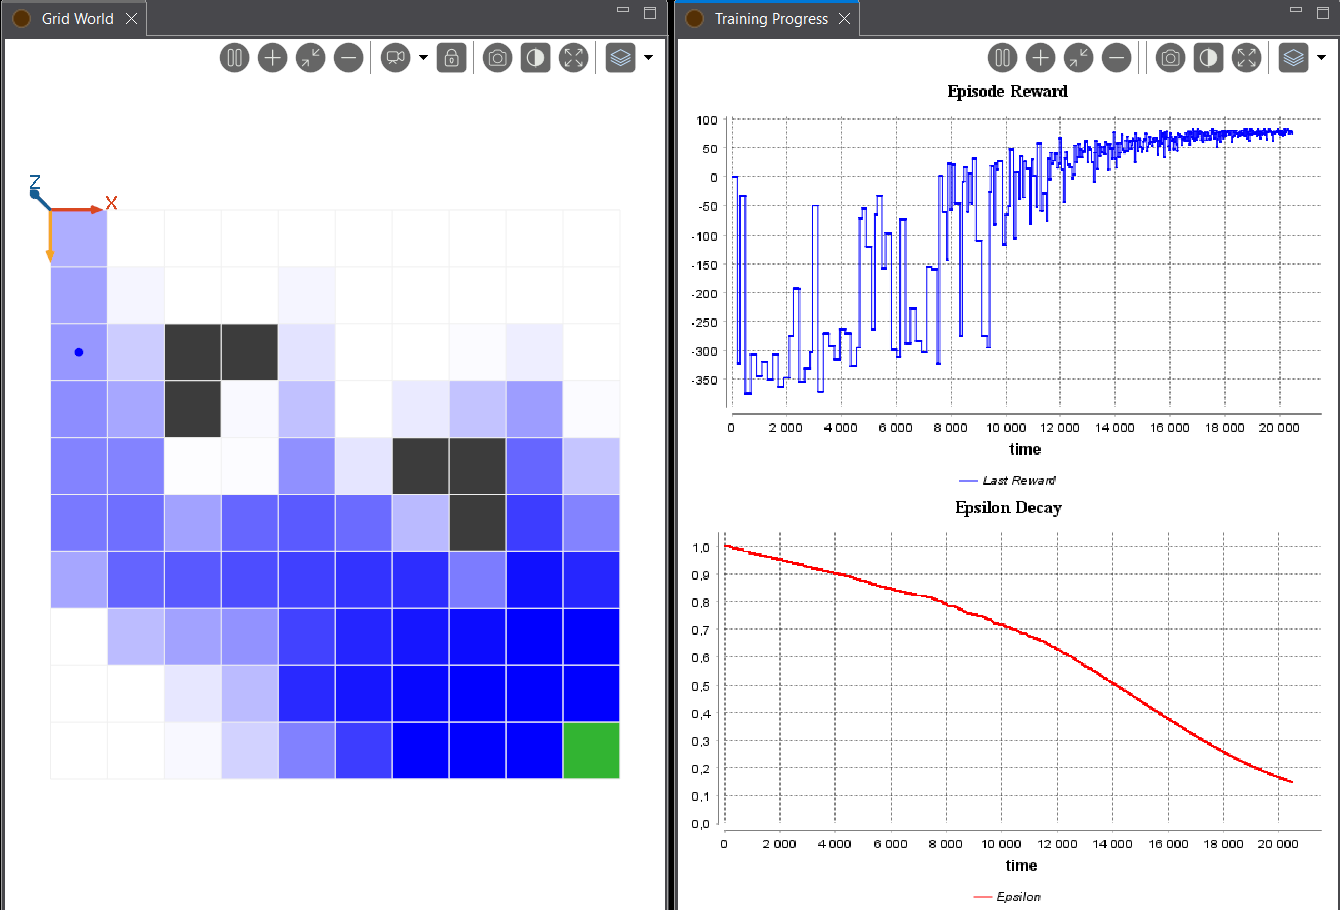 Grid World
Training Progress
Z
X
Episode Reward
100
50
0
-50
-100
-150
-200
-250
-300
-350
0 2 000 4 000 6 000 8 000 10 000 12 000 14 000 16 000 18 000 20 000
time
Last Reward
Epsilon Decay
1,0
0,9
0,8
0,7
0,6
0,5
0,4
0,3
0,2
0,1
0,0
0 2 000 4 000 6 000 8 000 10 000 12 000 14 000 16 000 18 000 20 000
time
Epsilon